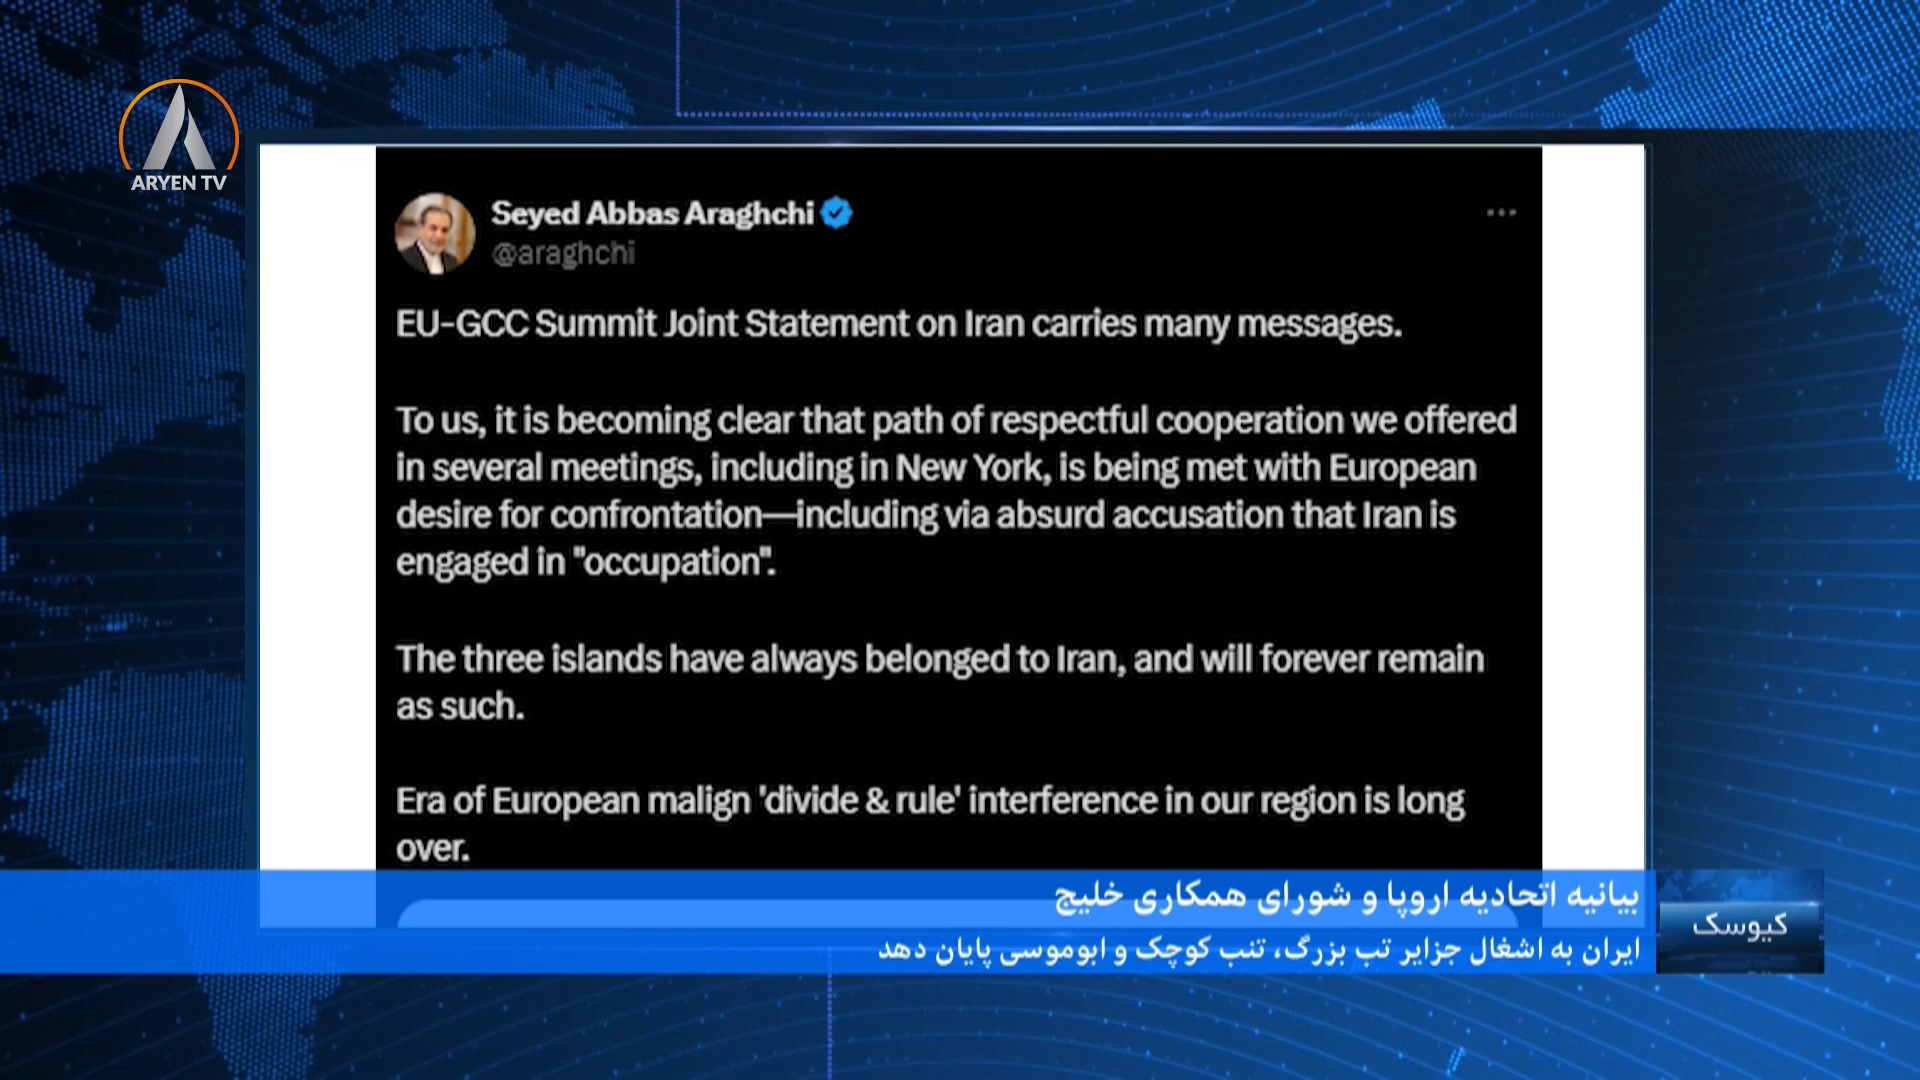 ARYEN TV
Seyed Abbas Araghchi
@araghchi
EU-GCC Summit Joint Statement on Iran carries many messages.
To us, it is becoming clear that path of respectful cooperation we offered
in several meetings, including in New York, is being met with European
desire for confrontation—including via absurd accusation that Iran is
engaged in "occupation".
The three islands have always belonged to Iran, and will forever remain
as such.
Era of European malign 'divide & rule' interference in our region is long
over.
بیانیه اتحادیه اروپا و شورای همکاری خلیج
ایران به اشغال جزایر تب بزرگ، تنب کوچک و ابوموسی پایان دهد
کیوسک